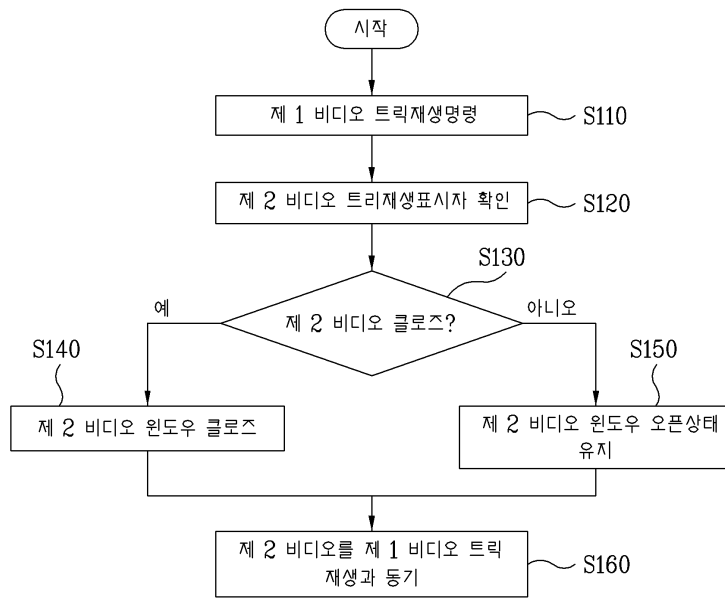 시작
제 1 비디오 트릭재생명령
S110
제 2 비디오 트리재생표시자 확인
S120
S130
제 2 비디오 클로즈?
예
아니오
S140
S150
제 2 비디오 윈도우 클로즈
제 2 비디오 윈도우 오픈상태
유지
제 2 비디오를 제 1 비디오 트릭
재생과 동기
S160